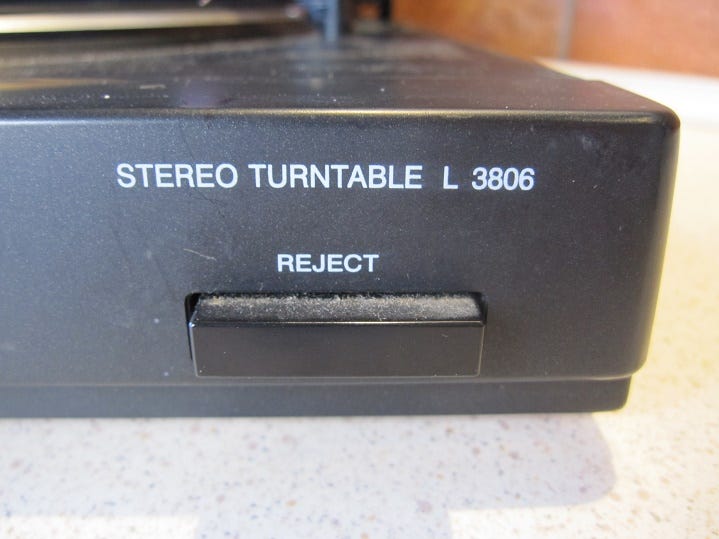 STEREO TURNTABLE L 3806
REJECT